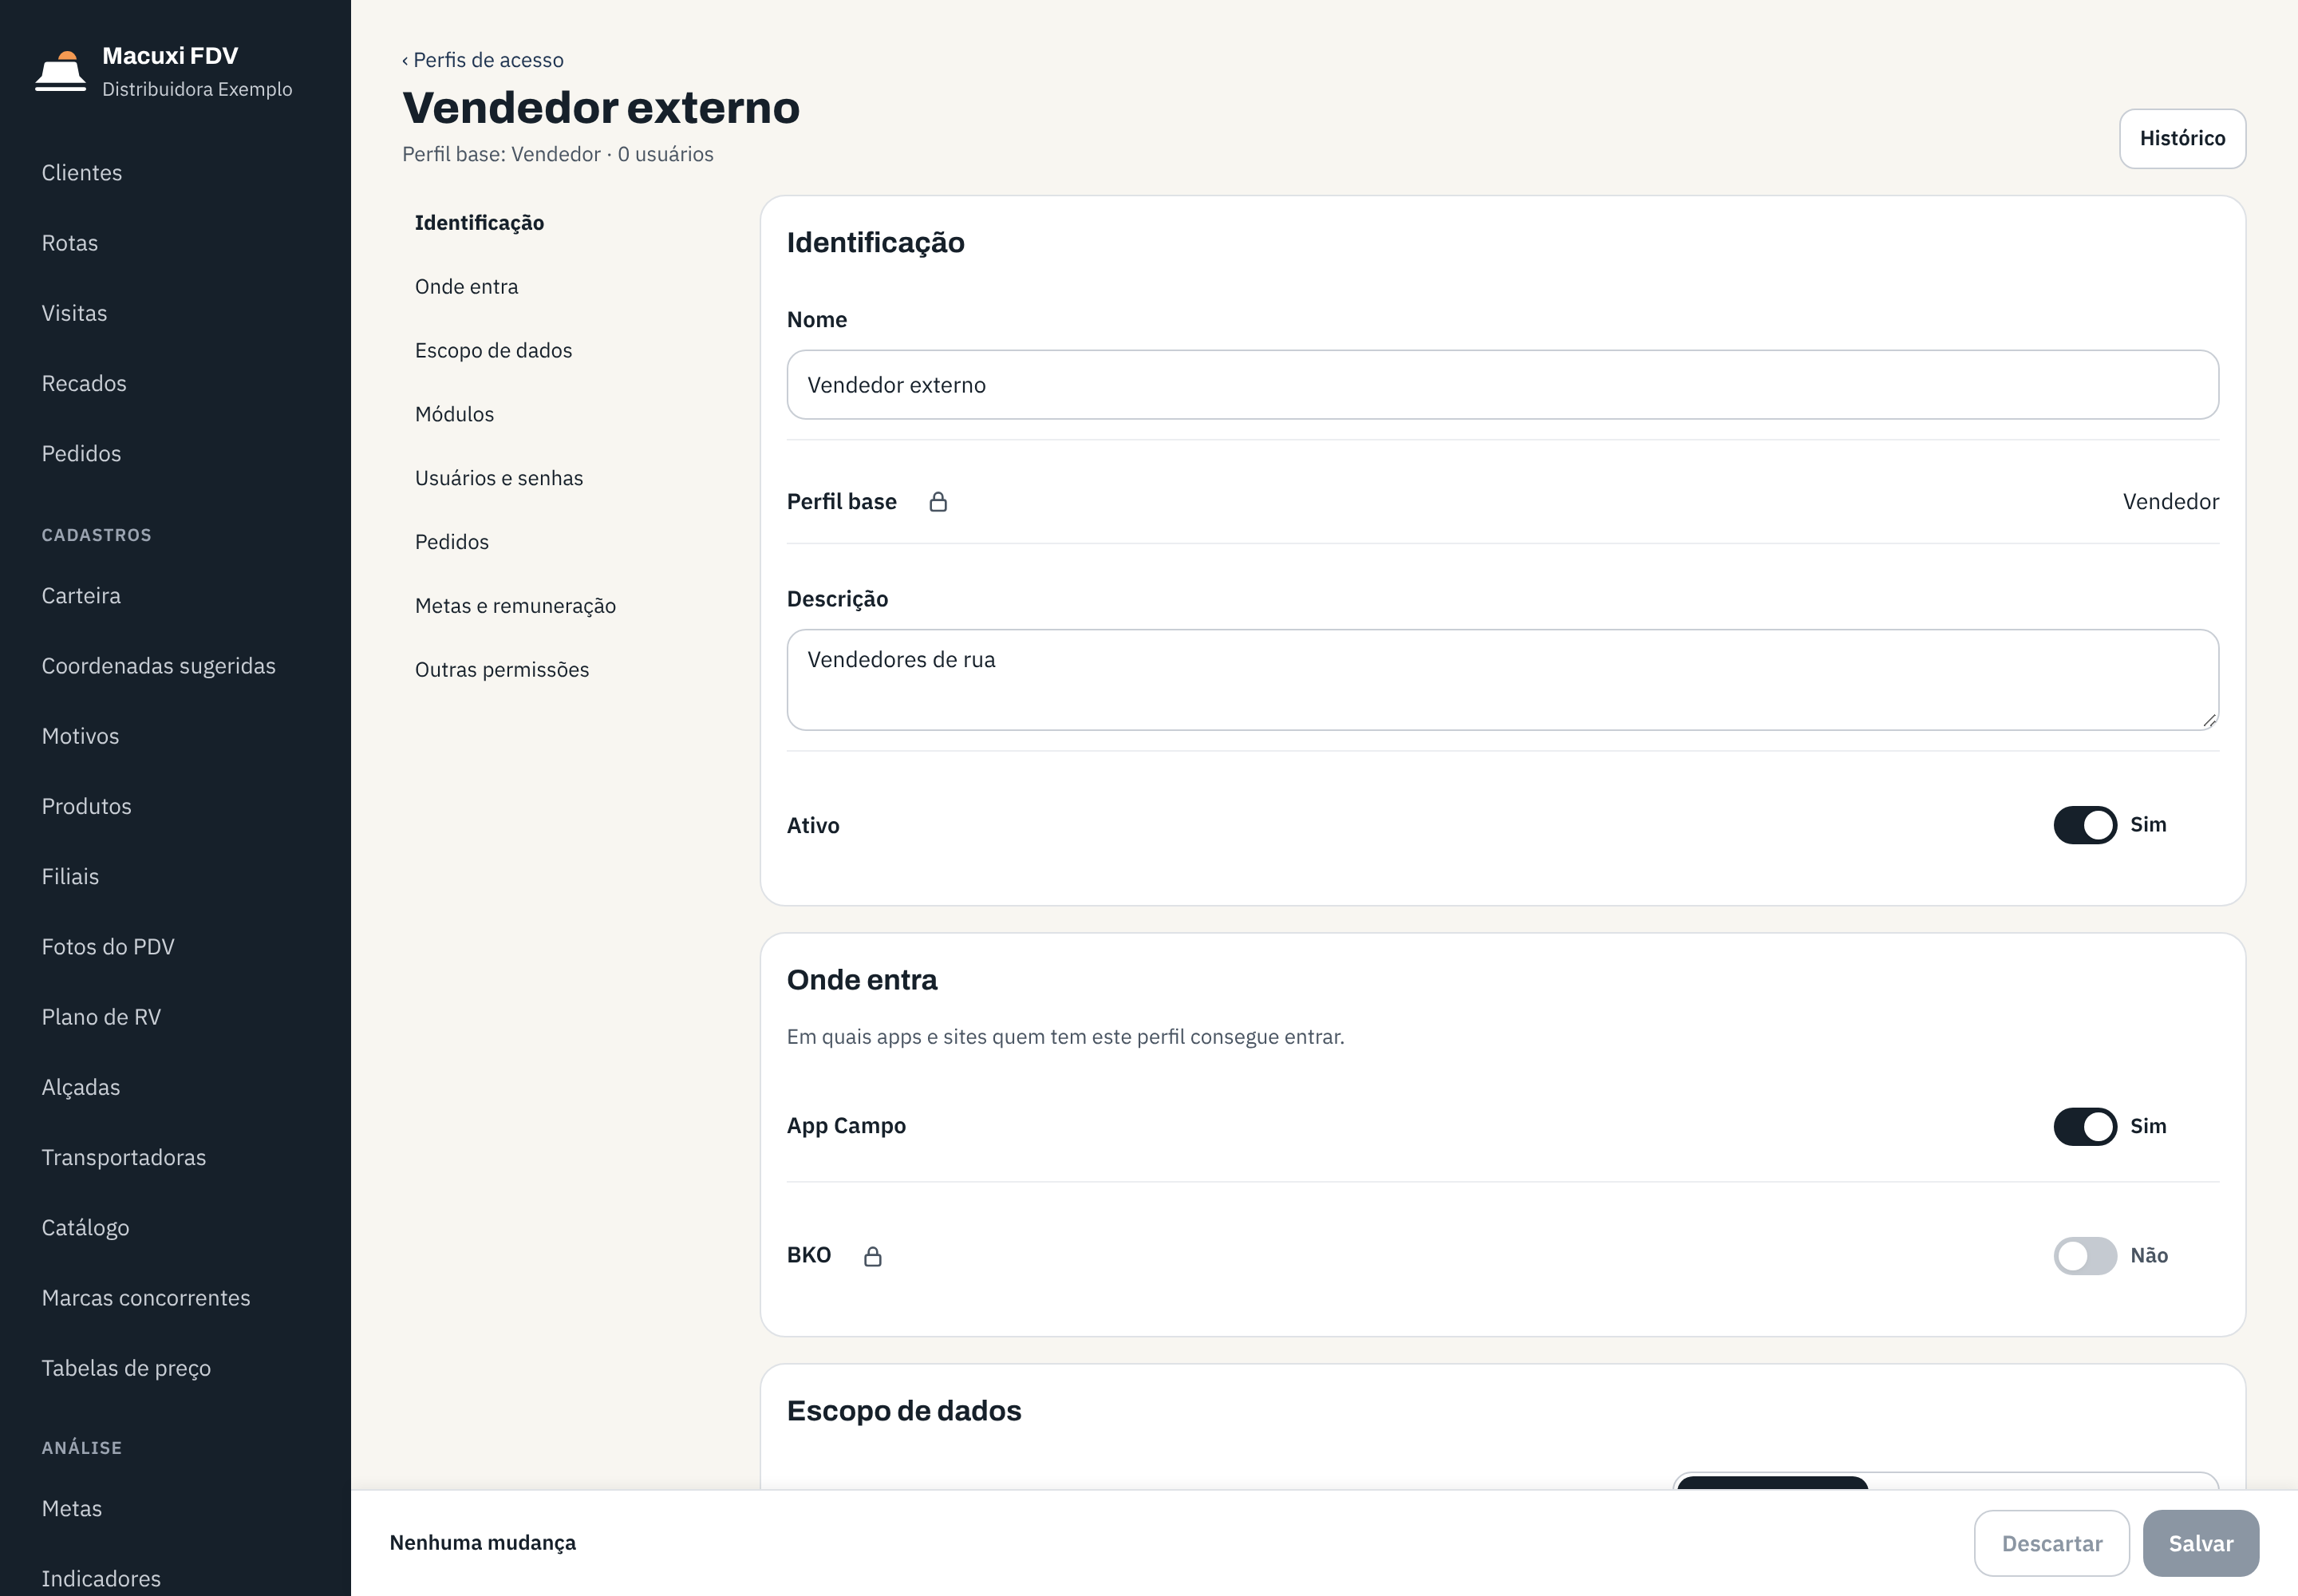 Macuxi FDV
Distribuidora Exemplo
Clientes
Rotas
Visitas
Recados
Pedidos
CADASTROS
Carteira
Coordenadas sugeridas
Motivos
Produtos
Filiais
Fotos do PDV
Plano de RV
Alçadas
Transportadoras
Catálogo
Marcas concorrentes
Tabelas de preço
ANÁLISE
Metas
Indicadores
‹ Perfis de acesso
Vendedor externo
Perfil base: Vendedor · 0 usuários
Histórico
Identificação
Onde entra
Escopo de dados
Módulos
Usuários e senhas
Pedidos
Metas e remuneração
Outras permissões
Identificação
Nome
Vendedor externo
Perfil base
Vendedor
Descrição
Vendedores de rua
Ativo
Sim
Onde entra
Em quais apps e sites quem tem este perfil consegue entrar.
App Campo
Sim
BKO
Não
Escopo de dados
Nenhuma mudança
Descartar
Salvar